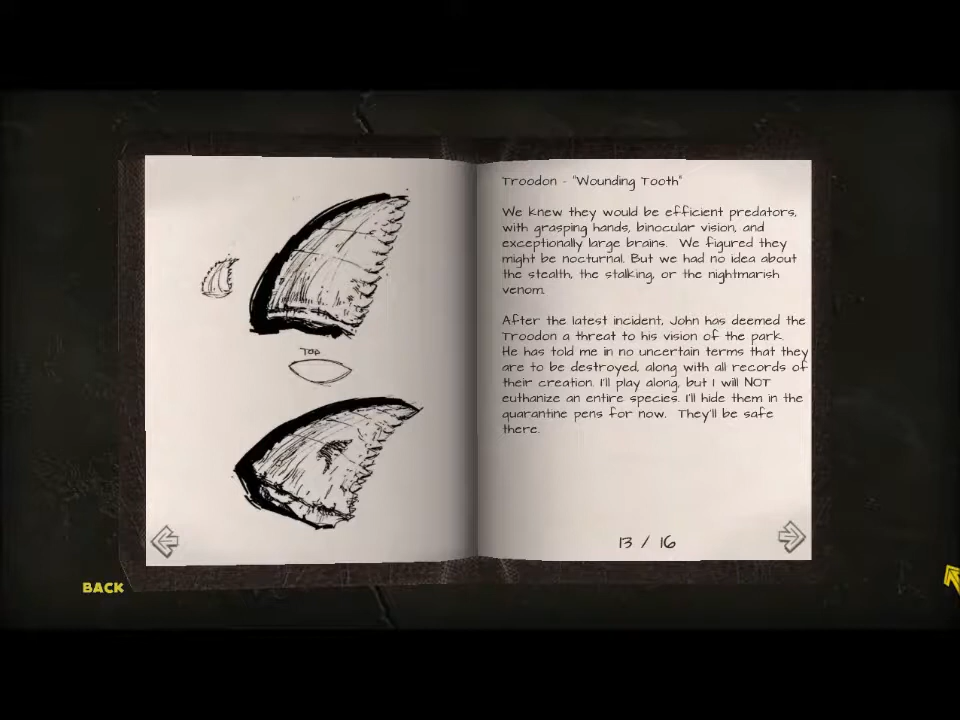 Troodon - "Wounding Tooth"
We knew they would be efficient predators,
with grasping hands, binocular vision, and
exceptionally large brains.  We figured they
might be nocturnal. But we had no idea about
the stealth, the stalking, or the nightmarish
venom.
After the latest incident, John has deemed the
Troodon a threat to his vision of the park.
He has told me in no uncertain terms that they
are to be destroyed, along with all records of
their creation. I'll play along, but I will NOT
euthanize an entire species. I'll hide them in the
quarantine pens for now.  They'll be safe
there.
Top
13 / 16
BACK